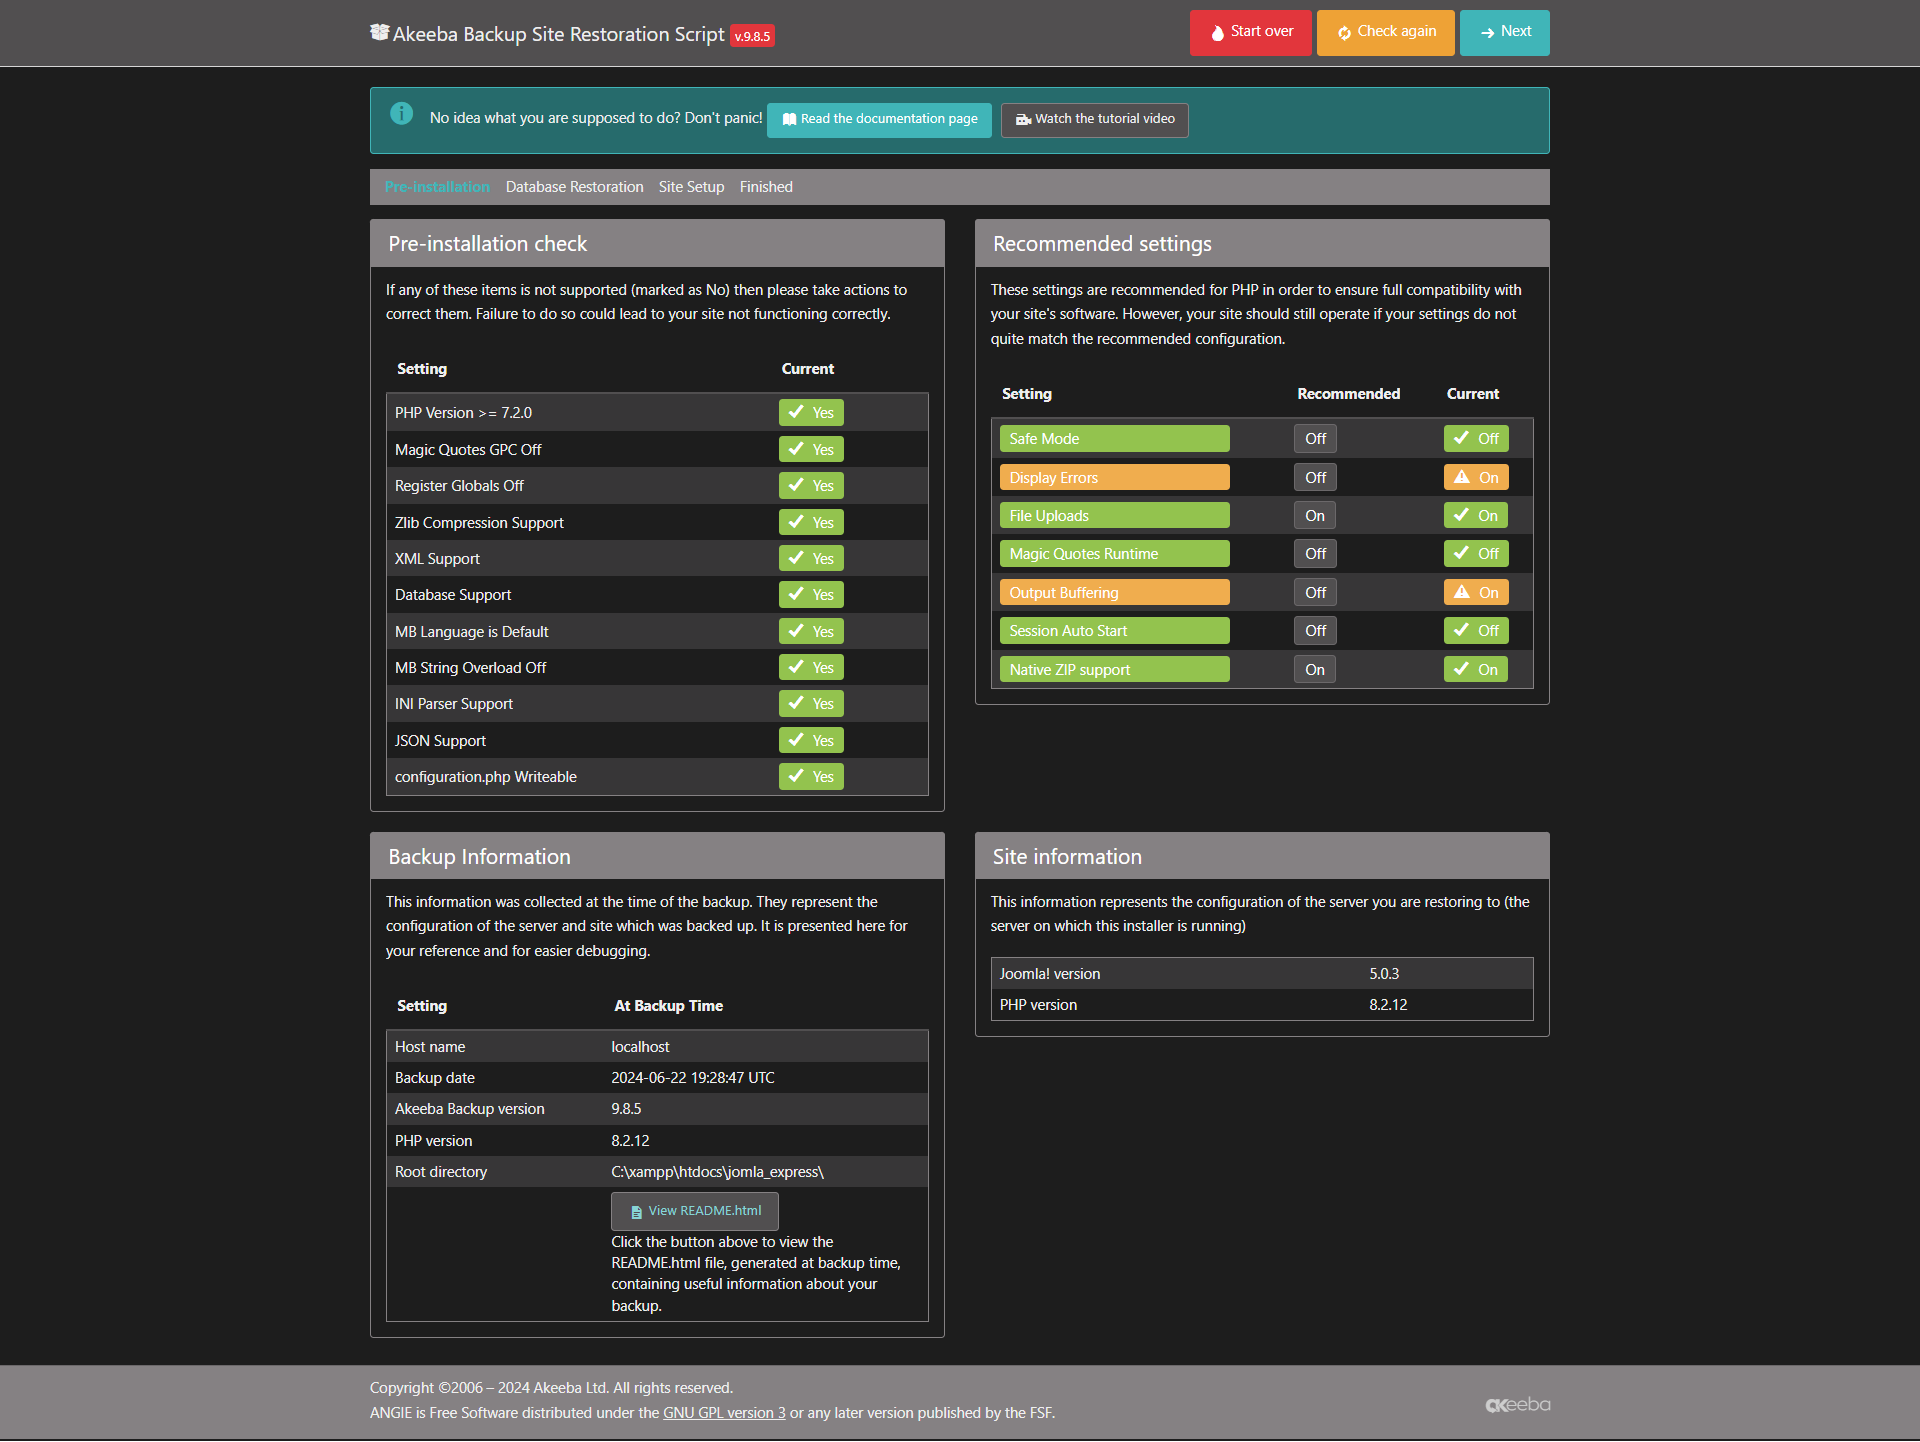 Akeeba Backup Site Restoration Script v.9.8.5
Start over Check again Next
No idea what you are supposed to do? Don't panic! Read the documentation page Watch the tutorial video
Pre-installation Database Restoration Site Setup Finished
Pre-installation check
If any of these items is not supported (marked as No) then please take actions to
correct them. Failure to do so could lead to your site not functioning correctly.
Setting Current
PHP Version >= 7.2.0 Yes
Magic Quotes GPC Off Yes
Register Globals Off Yes
Zlib Compression Support Yes
XML Support Yes
Database Support Yes
MB Language is Default Yes
MB String Overload Off Yes
INI Parser Support Yes
JSON Support Yes
configuration.php Writeable Yes
Recommended settings
These settings are recommended for PHP in order to ensure full compatibility with
your site's software. However, your site should still operate if your settings do not
quite match the recommended configuration.
Setting Recommended Current
Safe Mode Off Off
Display Errors Off On
File Uploads On On
Magic Quotes Runtime Off Off
Output Buffering Off On
Session Auto Start Off Off
Native ZIP support On On
Backup Information
This information was collected at the time of the backup. They represent the
configuration of the server and site which was backed up. It is presented here for
your reference and for easier debugging.
Setting At Backup Time
Host name localhost
Backup date 2024-06-22 19:28:47 UTC
Akeeba Backup version 9.8.5
PHP version 8.2.12
Root directory C:\xampp\htdocs\jomla_express\
View README.html
Click the button above to view the
README.html file, generated at backup time,
containing useful information about your
backup.
Site information
This information represents the configuration of the server you are restoring to (the
server on which this installer is running)
Joomla! version 5.0.3
PHP version 8.2.12
Copyright ©2006 – 2024 Akeeba Ltd. All rights reserved.
ANGIE is Free Software distributed under the GNU GPL version 3 or any later version published by the FSF.
akeeba